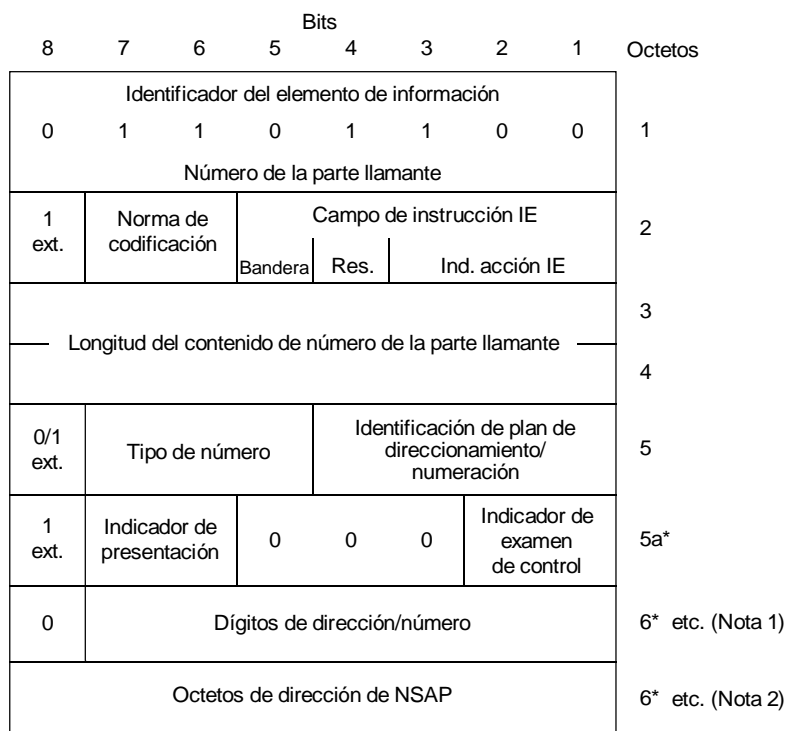 Bits
8 7 6 5 4 3 2 1 Octetos
Identificador del elemento de información
0 1 1 0 1 1 0 0 1
Número de la parte llamante
1 ext. Norma de codificación Campo de instrucción IE 2
Bandera Res. Ind. acción IE
3
Longitud del contenido de número de la parte llamante
4
0/1 ext. Tipo de número Identificación de plan de direccionamiento/ numeración 5
1 ext. Indicador de presentación 0 0 0 Indicador de examen de control 5a*
0 Dígitos de dirección/número 6* etc. (Nota 1)
Octetos de dirección de NSAP 6* etc. (Nota 2)